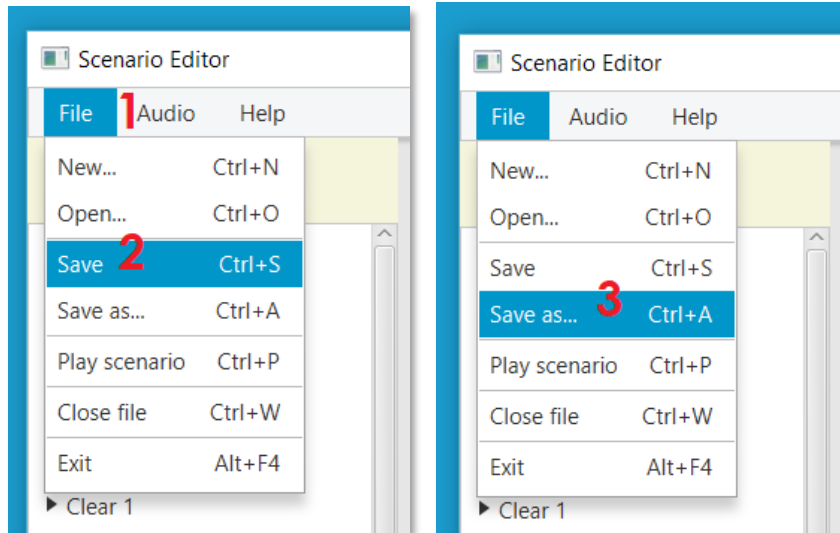 Scenario Editor
File 1 Audio Help
New... Ctrl+N
Open... Ctrl+O
Save 2 Ctrl+S
Save as... Ctrl+A
Play scenario Ctrl+P
Close file Ctrl+W
Exit Alt+F4
Clear 1
Scenario Editor
File Audio Help
New... Ctrl+N
Open... Ctrl+O
Save Ctrl+S
Save as... 3 Ctrl+A
Play scenario Ctrl+P
Close file Ctrl+W
Exit Alt+F4
Clear 1